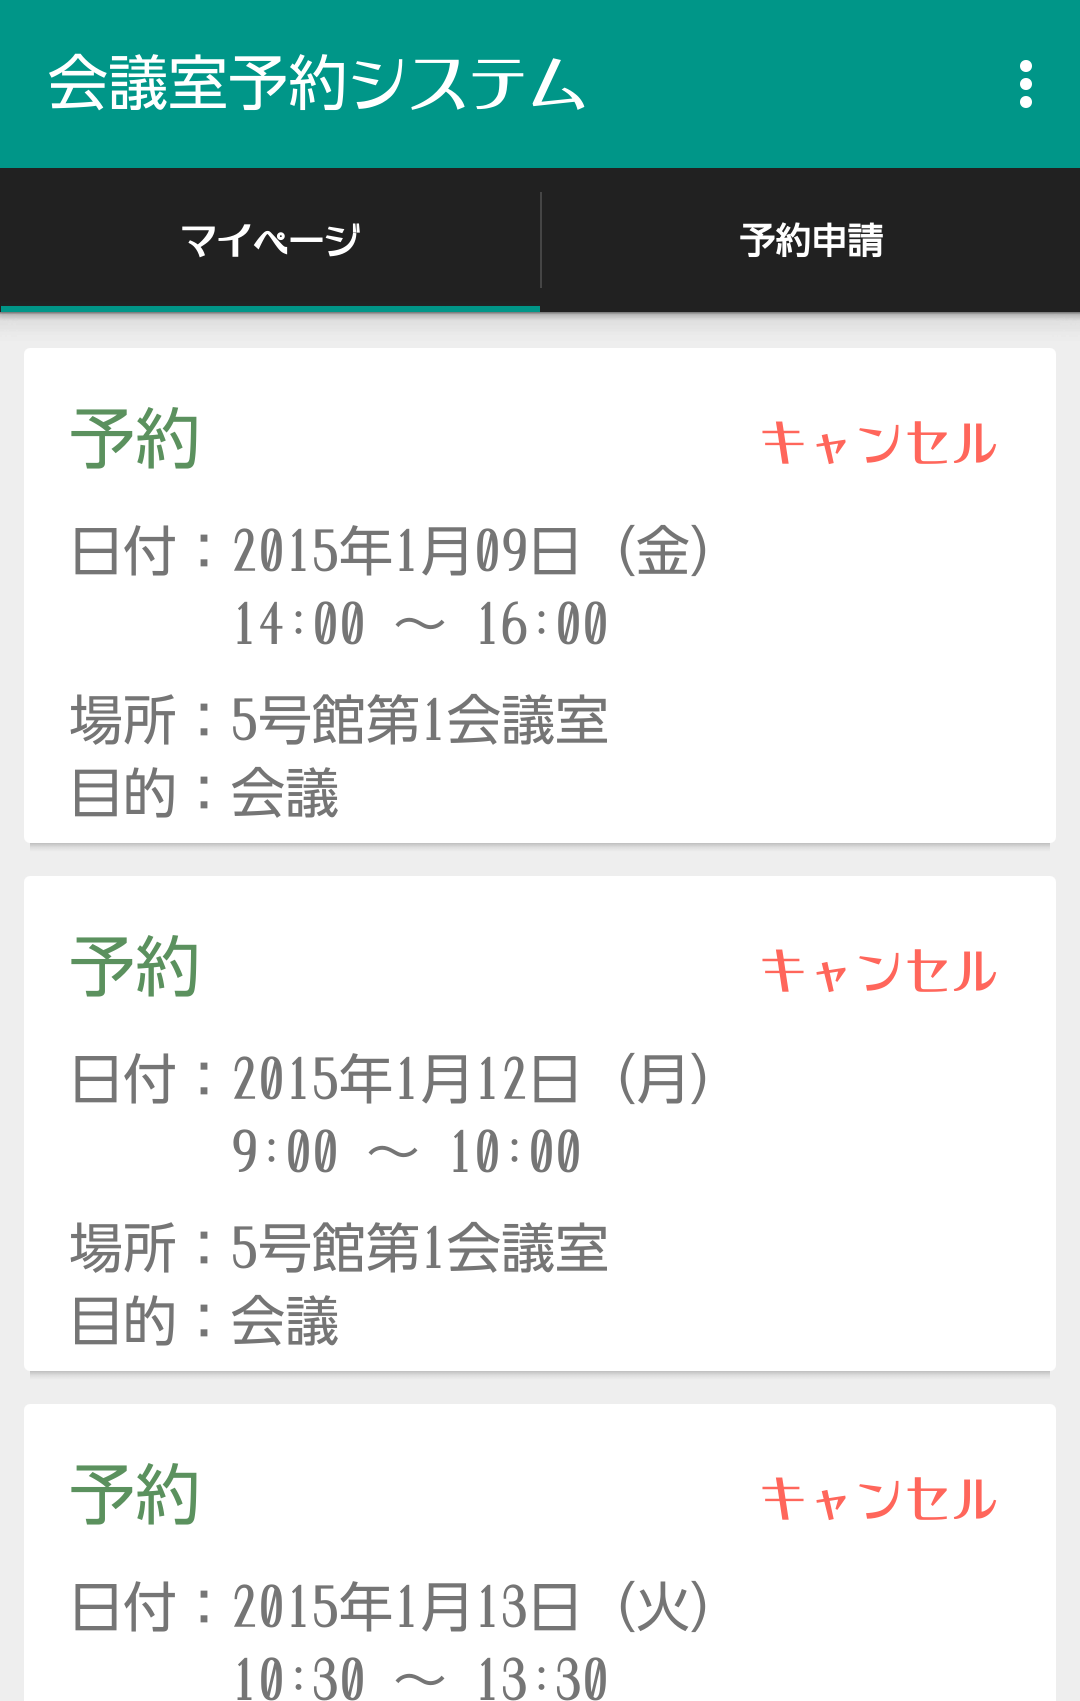 会議室予約システム
マイページ
予約申請
予約
キャンセル
日付：2015年1月09日（金）
14:00 ～ 16:00
場所：5号館第1会議室
目的：会議
予約
キャンセル
日付：2015年1月12日（月）
9:00 ～ 10:00
場所：5号館第1会議室
目的：会議
予約
キャンセル
日付：2015年1月13日（火）
10:30 ～ 13:30